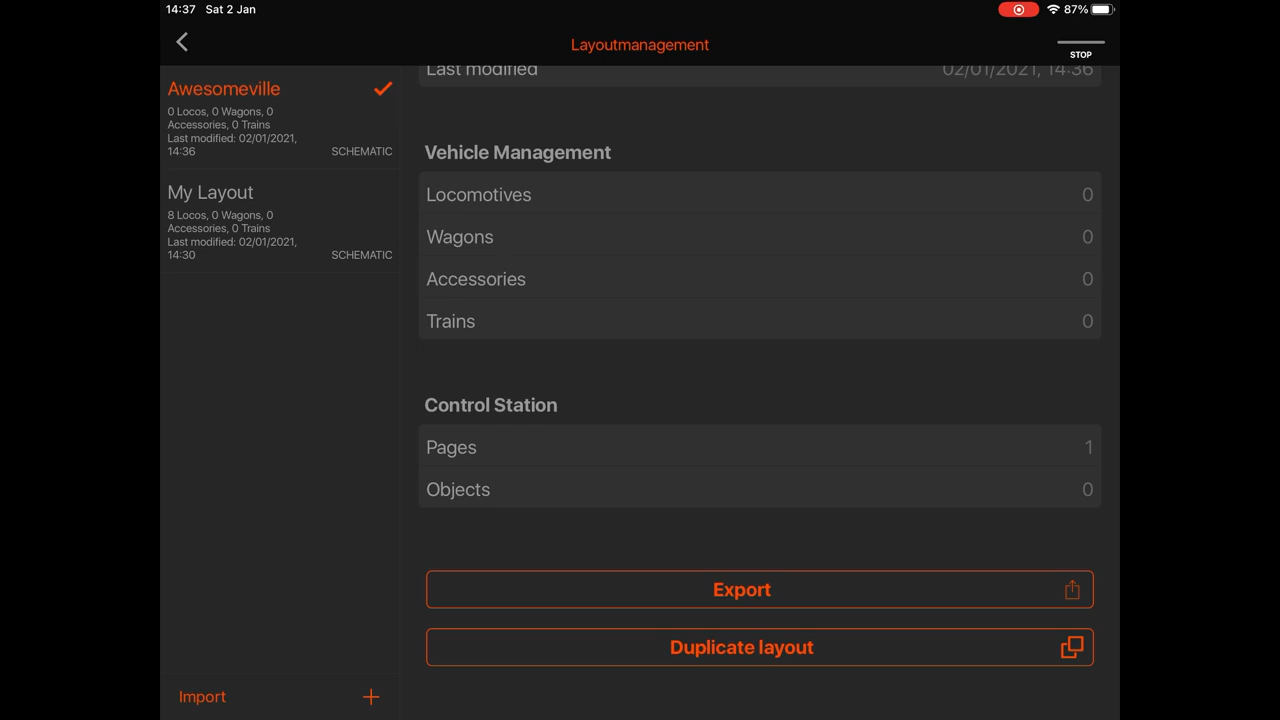 14:37 Sat 2 Jan
87%
Layoutmanagement
STOP
Awesomeville
0 Locos, 0 Wagons, 0
Accessories, 0 Trains
Last modified: 02/01/2021,
14:36
SCHEMATIC
My Layout
8 Locos, 0 Wagons, 0
Accessories, 0 Trains
Last modified: 02/01/2021,
14:30
SCHEMATIC
Import
Last modified 02/01/2021, 14:36
Vehicle Management
Locomotives 0
Wagons 0
Accessories 0
Trains 0
Control Station
Pages 1
Objects 0
Export
Duplicate layout